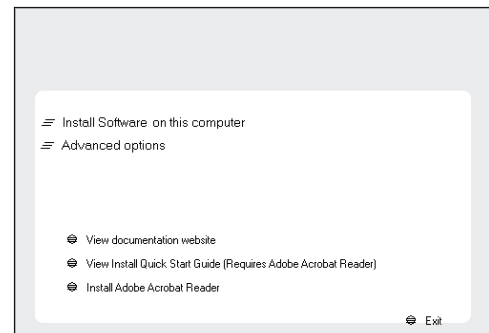 Install Software on this computer
Advanced options
View documentation website
View Install Quick Start Guide (Requires Adobe Acrobat Reader)
Install Adobe Acrobat Reader
Exit